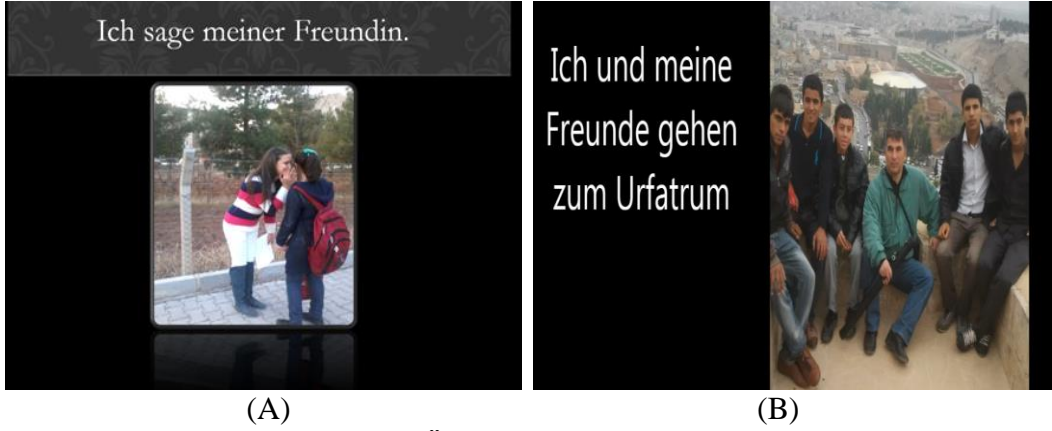 Ich sage meiner Freundin.
Ich und meine
Freunde gehen
zum Urfatrum
(A)
(B)